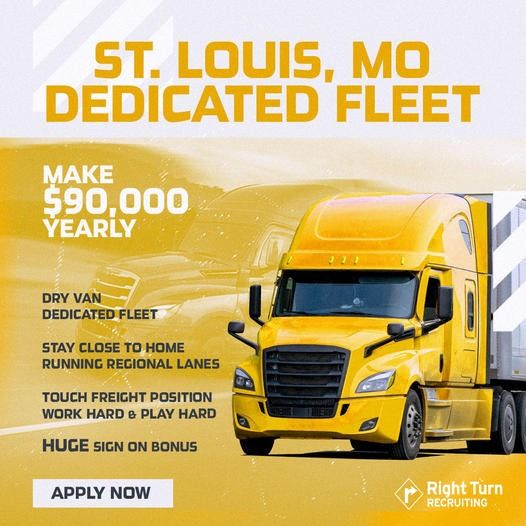 ST. LOUIS, MO
DEDICATED FLEET
MAKE
$90,000
YEARLY
DRY VAN
DEDICATED FLEET
STAY CLOSE TO HOME
RUNNING REGIONAL LANES
TOUCH FREIGHT POSITION
WORK HARD & PLAY HARD
HUGE SIGN ON BONUS
APPLY NOW
Right Turn
RECRUITING